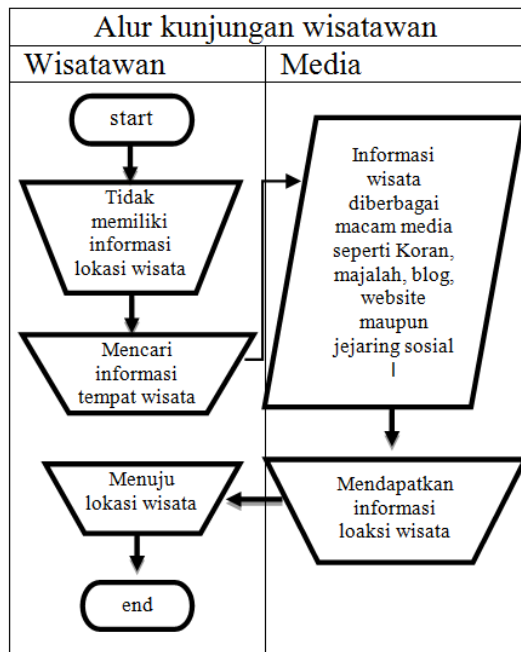 Alur kunjungan wisatawan
Wisatawan
Media
start
Tidak
memiliki
informasi
lokasi wisata
Mencari
informasi
tempat wisata
Informasi
wisata
diberbagai
macam media
seperti Koran,
majalah, blog,
website
maupun
jejaring sosial
Mendapatkan
informasi
loaksi wisata
Menuju
lokasi wisata
end